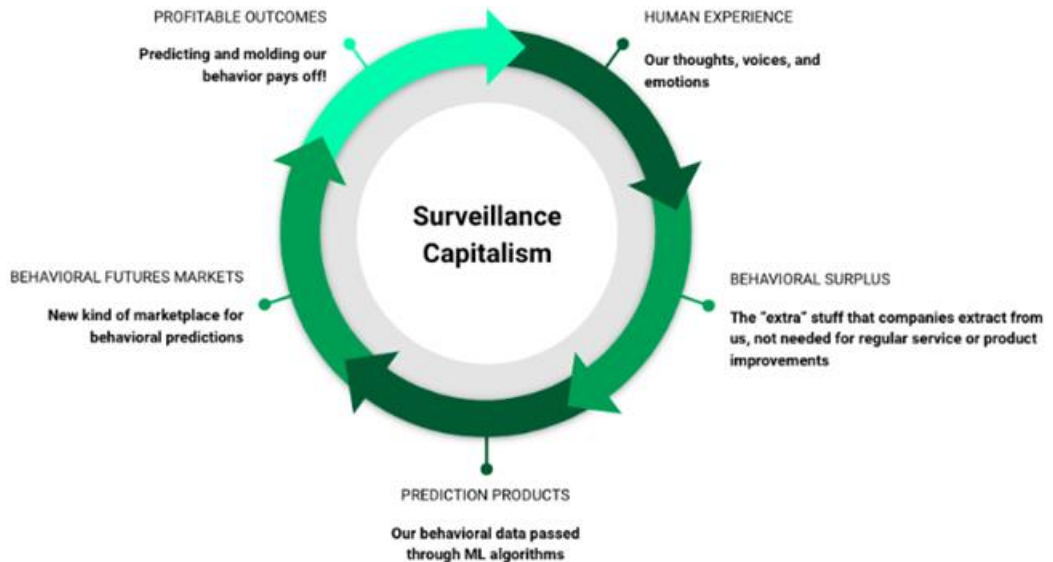 PROFITABLE OUTCOMES
Predicting and molding our
behavior pays off!
HUMAN EXPERIENCE
Our thoughts, voices, and
emotions
Surveillance
Capitalism
BEHAVIORAL FUTURES MARKETS
New kind of marketplace for
behavioral predictions
BEHAVIORAL SURPLUS
The “extra” stuff that companies extract from
us, not needed for regular service or product
improvements
PREDICTION PRODUCTS
Our behavioral data passed
through ML algorithms